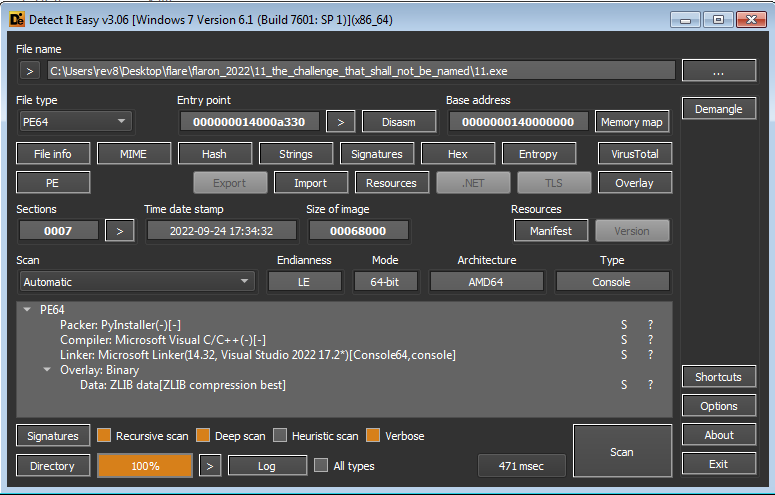 Detect It Easy v3.06 [Windows 7 Version 6.1 (Build 7601: SP 1)](x86_64)
File name
> C:\Users\rev8\Desktop\flare\flaron_2022\11_the_challenge_that_shall_not_be_named\11.exe ...
File type Entry point Base address
PE64 000000014000a330 > Disasm 0000000140000000 Memory map Demangle
File info MIME Hash Strings Signatures Hex Entropy VirusTotal
PE Export Import Resources .NET TLS Overlay
Sections Time date stamp Size of image Resources
0007 > 2022-09-24 17:34:32 00068000 Manifest Version
Scan Endianness Mode Architecture Type
Automatic LE 64-bit AMD64 Console
PE64
Packer: PyInstaller(-)[-] S ?
Compiler: Microsoft Visual C/C++(-)[-] S ?
Linker: Microsoft Linker(14.32, Visual Studio 2022 17.2*)[Console64,console] S ?
Overlay: Binary
Data: ZLIB data[ZLIB compression best] S ?
Shortcuts
Options
Signatures Recursive scan Deep scan Heuristic scan Verbose Scan About
Directory 100% > Log All types 471 msec Exit